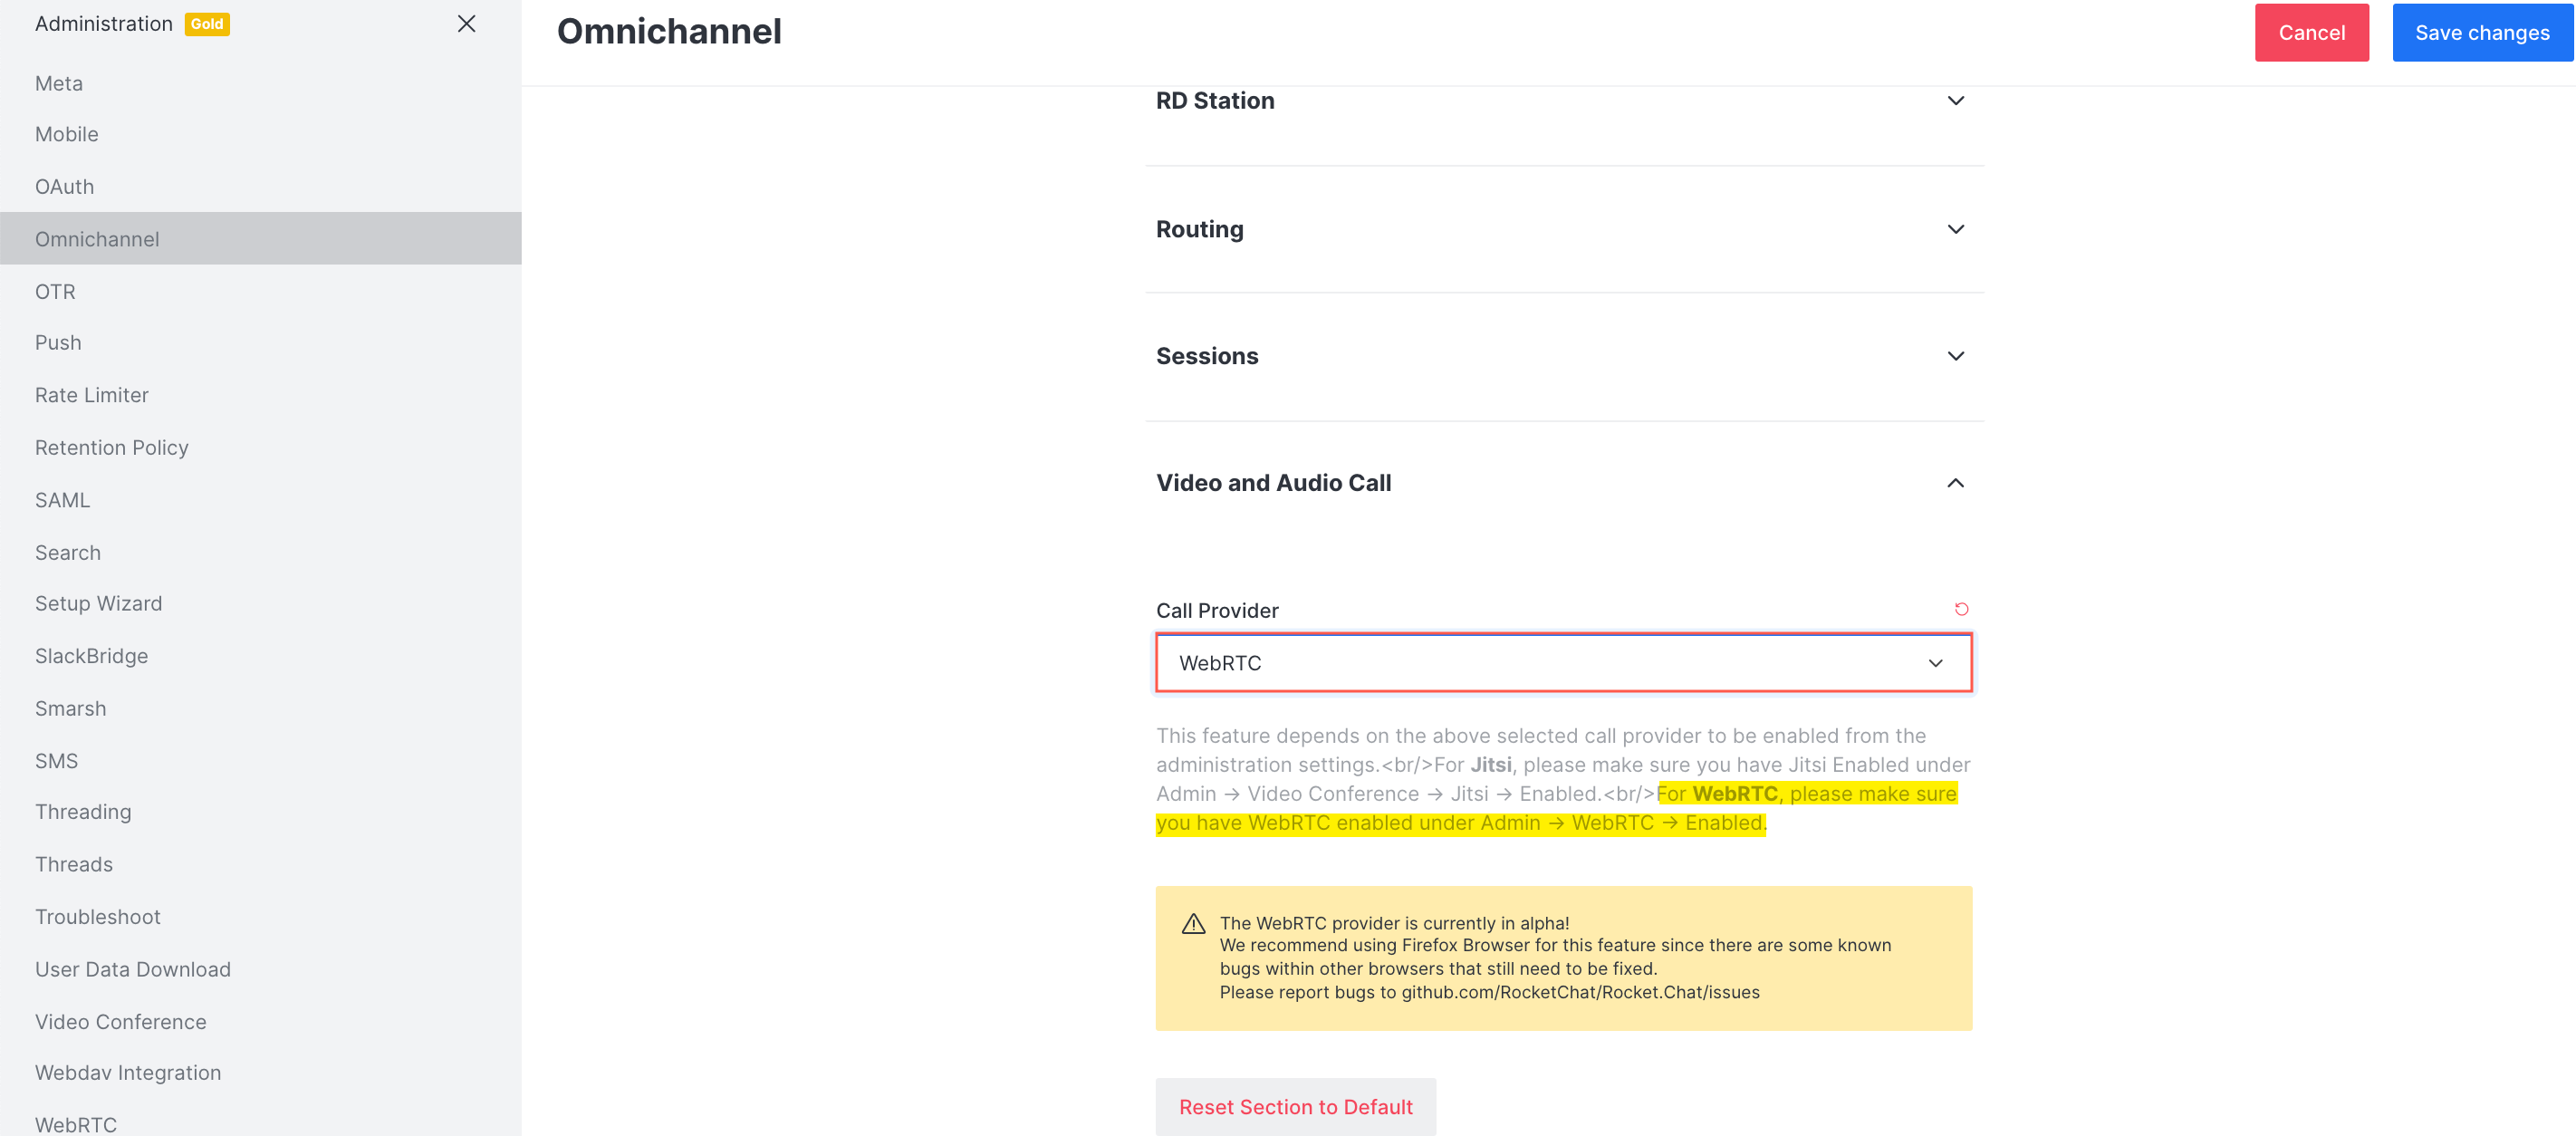 Administration Gold
Meta
Mobile
OAuth
Omnichannel
OTR
Push
Rate Limiter
Retention Policy
SAML
Search
Setup Wizard
SlackBridge
Smarsh
SMS
Threading
Threads
Troubleshoot
User Data Download
Video Conference
Webdav Integration
WebRTC
Omnichannel
Cancel
Save changes
RD Station
Routing
Sessions
Video and Audio Call
Call Provider
WebRTC
This feature depends on the above selected call provider to be enabled from the
administration settings.<br/>For Jitsi, please make sure you have Jitsi Enabled under
Admin → Video Conference → Jitsi → Enabled.<br/>For WebRTC, please make sure
you have WebRTC enabled under Admin → WebRTC → Enabled.
The WebRTC provider is currently in alpha!
We recommend using Firefox Browser for this feature since there are some known
bugs within other browsers that still need to be fixed.
Please report bugs to github.com/RocketChat/Rocket.Chat/issues
Reset Section to Default